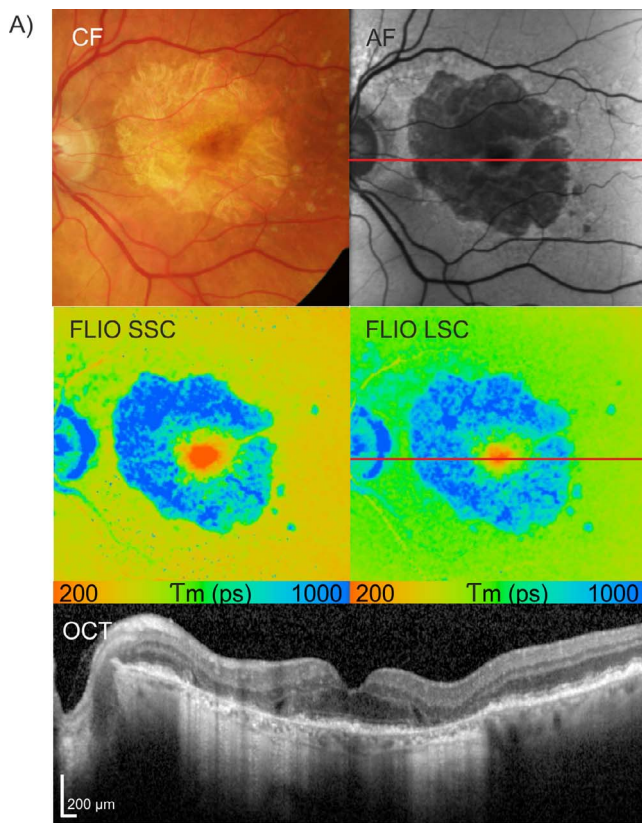 A)
CF
AF
FLIO SSC
FLIO LSC
200 Tm (ps) 1000
200 Tm (ps) 1000
OCT
200 µm